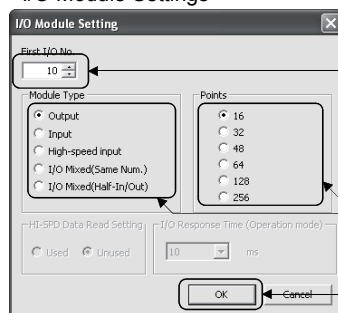 I/O Module Settings
I/O Module Setting
First I/O No.
10
Module Type
Output
Input
High-speed input
I/O Mixed(Same Num.)
I/O Mixed(Half-In/Out)
Points
16
32
48
64
128
256
HI-SPD Data Read Setting
Used
Unused
I/O Response Time (Operation mode)
10
ms
OK
Cancel